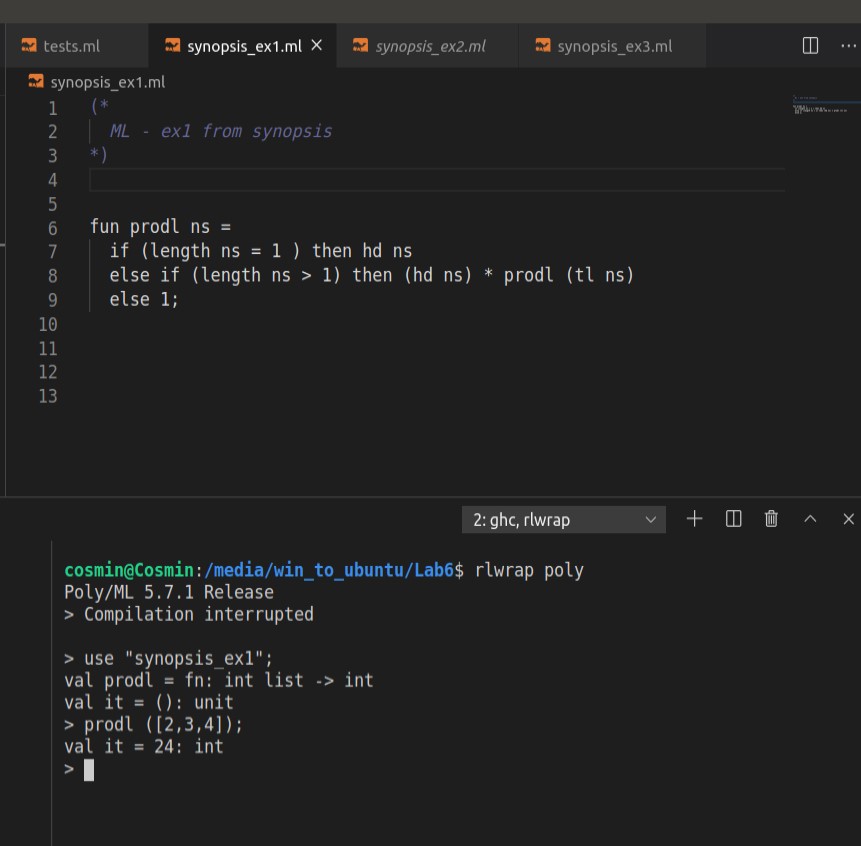 tests.ml synopsis_ex1.ml synopsis_ex2.ml synopsis_ex3.ml
synopsis_ex1.ml
1 (*
2 ML - ex1 from synopsis
3 *)
4
5
6 fun prodl ns =
7 if (length ns = 1 ) then hd ns
8 else if (length ns > 1) then (hd ns) * prodl (tl ns)
9 else 1;
10
11
12
13
2: ghc, rlwrap
cosmin@Cosmin:/media/win_to_ubuntu/Lab6$ rlwrap poly
Poly/ML 5.7.1 Release
> Compilation interrupted
> use "synopsis_ex1";
val prodl = fn: int list -> int
val it = (): unit
> prodl ([2,3,4]);
val it = 24: int
>